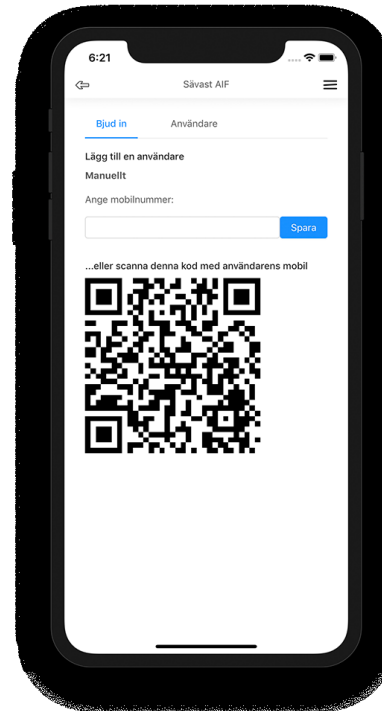 6:21
Sävast AIF
Bjud in
Användare
Lägg till en användare
Manuellt
Ange mobilnummer:
Spara
...eller scanna denna kod med användarens mobil